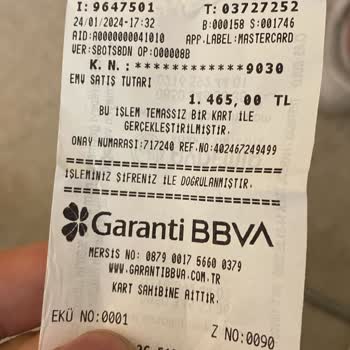 I: 9647501 T: 03727252
24/01/2024-17:32 B:000158 S:001746
AID:A0000000041010 APP.LABEL:MASTERCARD
VER:SBOTSBDN OP:O00008B
K.N.:************9030
EMV SATIŞ TUTARI
1.465,00 TL
BU İŞLEM TEMASSIZ BİR KART İLE
GERÇEKLEŞTİRİLMİŞTİR.
ONAY NUMARASI:717240 REF.NO:402467249499
İŞLEMİNİZ ŞİFRENİZ İLE DOĞRULANMIŞTIR.
Garanti BBVA
MERSİS NO: 0879 0017 5660 0379
WWW.GARANTIBBVA.COM.TR
KART SAHİBİNE AİTTİR.
EKÜ NO:0001 Z NO:0090